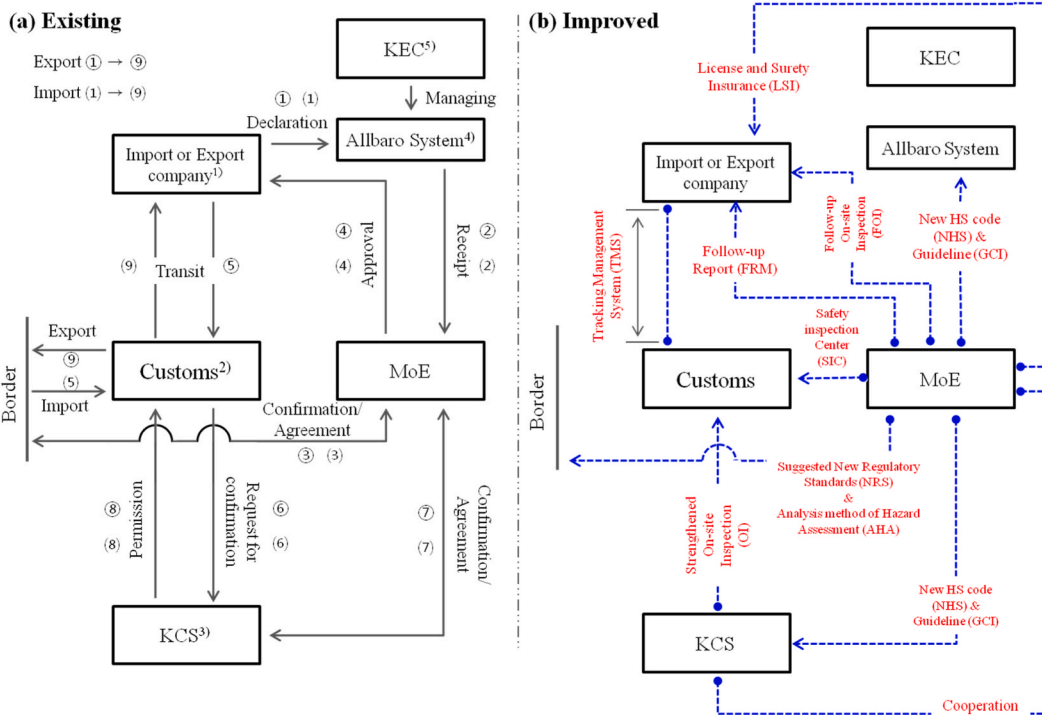 (a) Existing
Export ① → ⑨
Import ⑴ → ⑼
KEC⁵⁾
Managing
① ⑴
Declaration
Allbaro System⁴⁾
Import or Export
company¹⁾
④
⑷
Approval
②
⑵
Receipt
⑨
Transit
⑤
Export
⑨
⑸
Import
Border
Customs²⁾
MoE
Confirmation/
Agreement
③ ⑶
⑧
⑻
Permission
Request for
confirmation
⑥
⑹
⑦
⑺
Confirmation/
Agreement
KCS³⁾
(b) Improved
KEC
License and Surety
Insurance (LSI)
Allbaro System
Import or Export
company
Tracking Management
System (TMS)
Follow-up
Report (FRM)
Follow-up
On-site
Inspection
(FOI)
New HS code
(NHS) &
Guideline (GCI)
Safety
inspection
Center
(SIC)
Border
Customs
MoE
Suggested New Regulatory
Standards (NRS)
&
Analysis method of Hazard
Assessment (AHA)
Strengthened
On-site
Inspection
(OI)
New HS code
(NHS) &
Guideline (GCI)
KCS
Cooperation